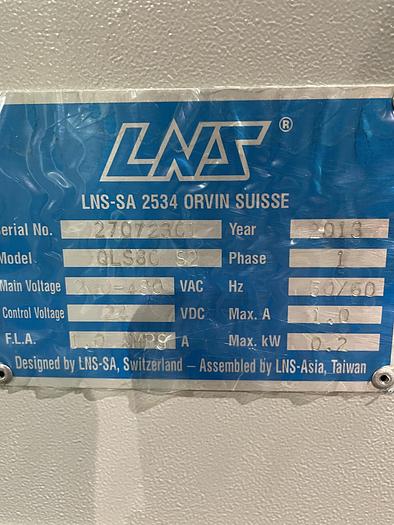 LNS ®
LNS-SA 2534 ORVIN SUISSE
Serial No. Year 2013
Model QLS80 S2 Phase 1
Main Voltage VAC Hz 50/60
Control Voltage 24 VDC Max. A 1.0
F.L.A. 1.0 AMPS A Max. kW 0.2
Designed by LNS-SA, Switzerland – Assembled by LNS-Asia, Taiwan